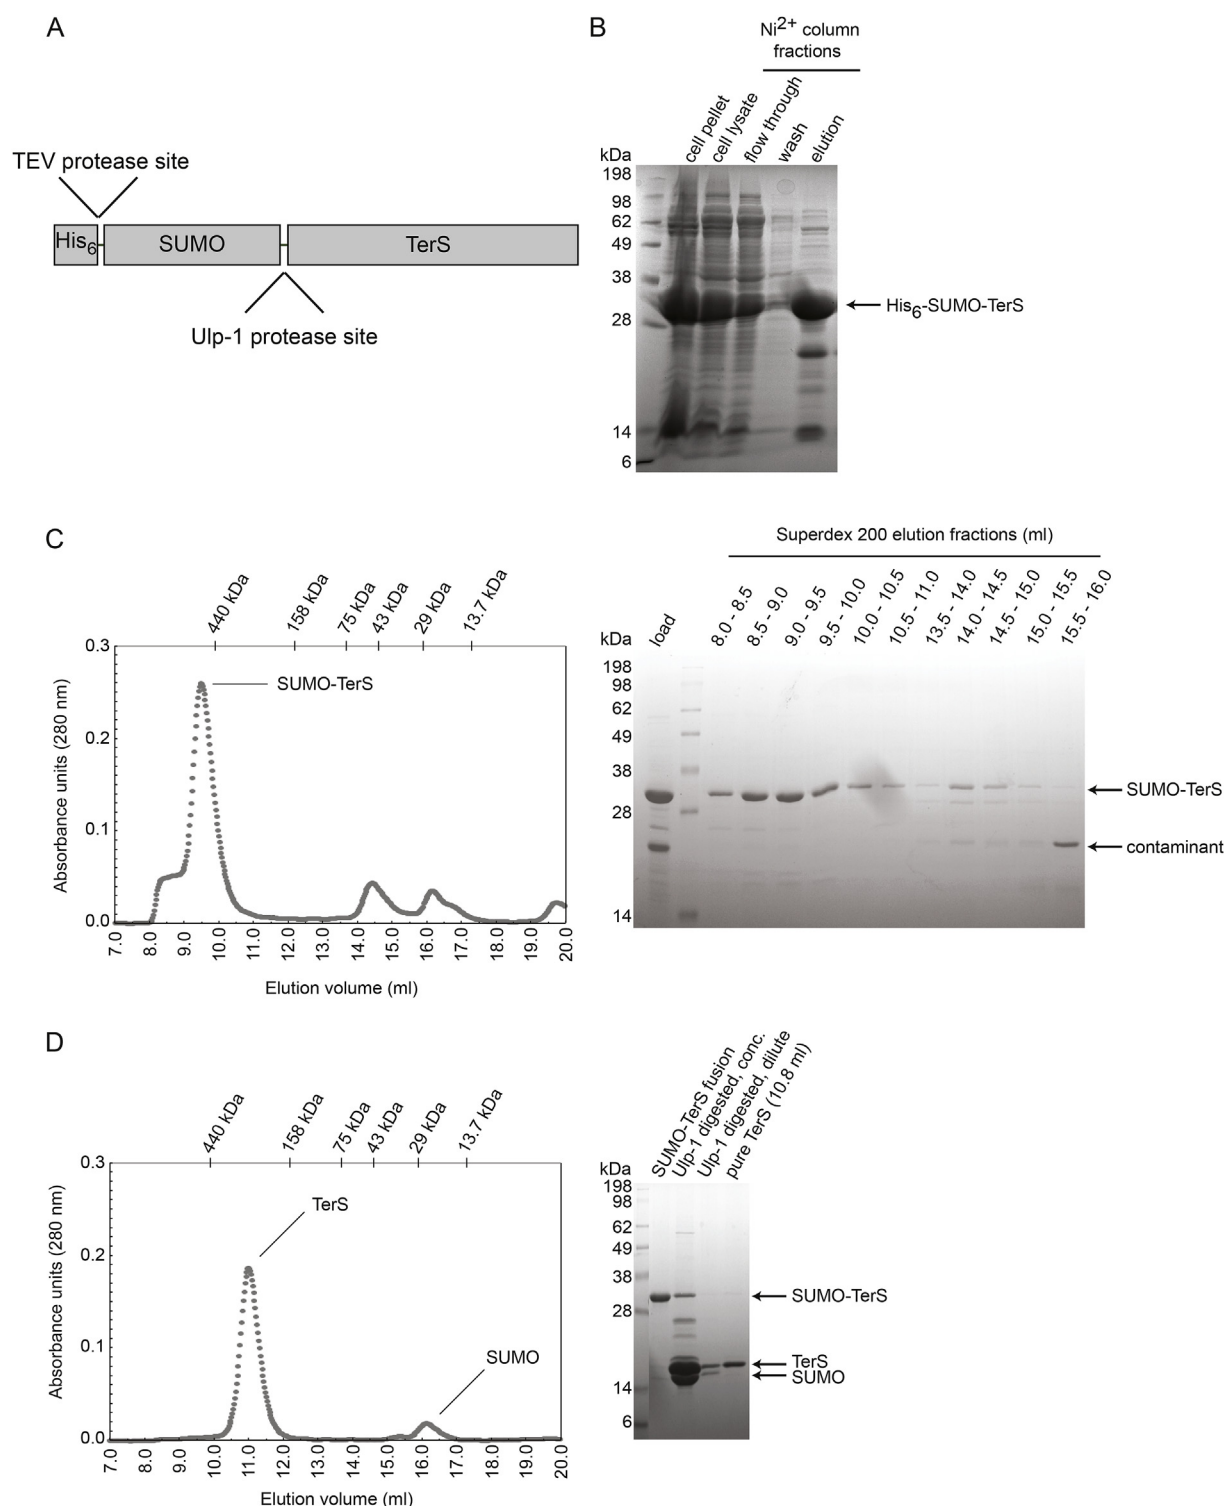 A
TEV protease site
His6
SUMO
TerS
Ulp-1 protease site
B
Ni2+ column
fractions
cell pellet
cell lysate
flow through
wash
elution
kDa
198
98
62
49
38
28
14
6
His6-SUMO-TerS
C
440 kDa
158 kDa
75 kDa
43 kDa
29 kDa
13.7 kDa
0.3
0.2
0.1
0.0
Absorbance units (280 nm)
SUMO-TerS
7.0
8.0
9.0
10.0
11.0
12.0
13.0
14.0
15.0
16.0
17.0
18.0
19.0
20.0
Elution volume (ml)
Superdex 200 elution fractions (ml)
load
8.0 - 8.5
8.5 - 9.0
9.0 - 9.5
9.5 - 10.0
10.0 - 10.5
10.5 - 11.0
13.5 - 14.0
14.0 - 14.5
14.5 - 15.0
15.0 - 15.5
15.5 - 16.0
kDa
198
98
62
49
38
28
14
SUMO-TerS
contaminant
D
440 kDa
158 kDa
75 kDa
43 kDa
29 kDa
13.7 kDa
0.3
0.2
0.1
0.0
Absorbance units (280 nm)
TerS
SUMO
7.0
8.0
9.0
10.0
11.0
12.0
13.0
14.0
15.0
16.0
17.0
18.0
19.0
20.0
Elution volume (ml)
SUMO-TerS fusion
Ulp-1 digested, conc.
Ulp-1 digested, dilute
pure TerS (10.8 ml)
kDa
198
98
62
49
38
28
14
6
SUMO-TerS
TerS
SUMO